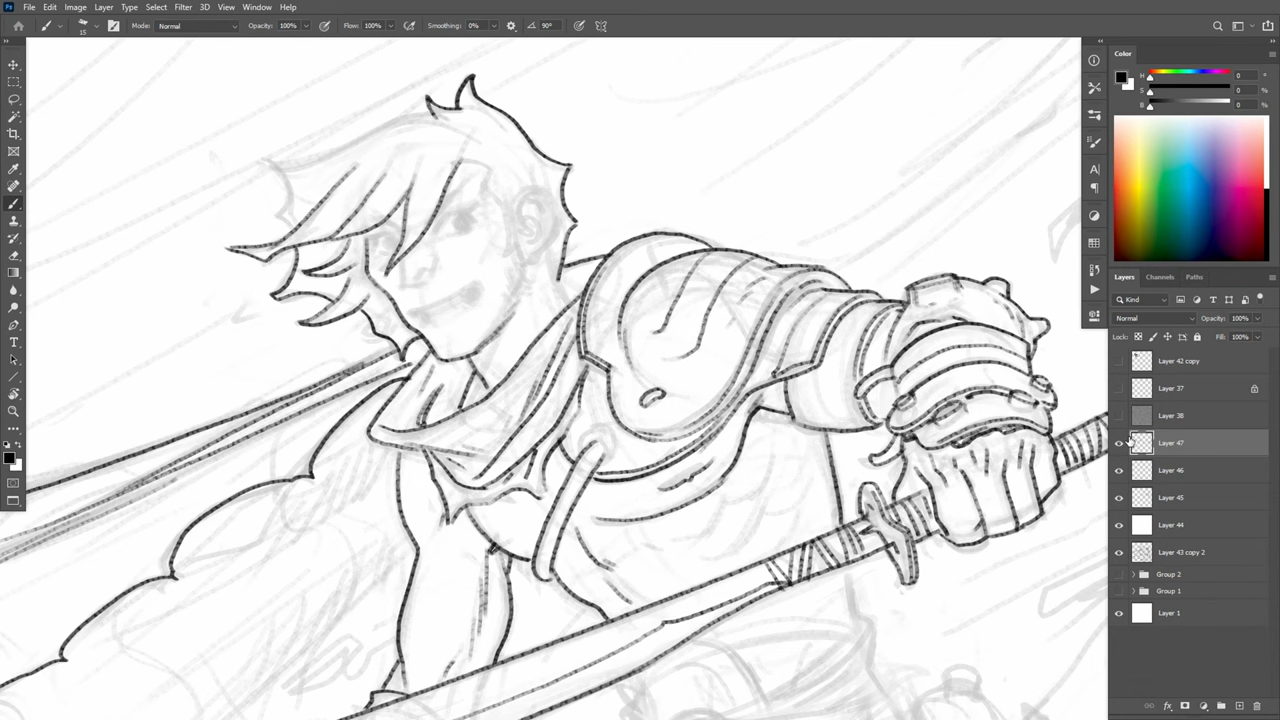 Ps File Edit Image Layer Type Select Filter 3D View Window Help
15 Mode: Normal Opacity: 100% Flow: 100% Smoothing: 0% 90°
Color
H 0 °
S 0 %
B 0 %
Layers Channels Paths
Kind
Normal Opacity: 100%
Lock: Fill: 100%
Layer 42 copy
Layer 37
Layer 38
Layer 47
Layer 46
Layer 45
Layer 44
Layer 43 copy 2
Group 2
Group 1
Layer 1
fx